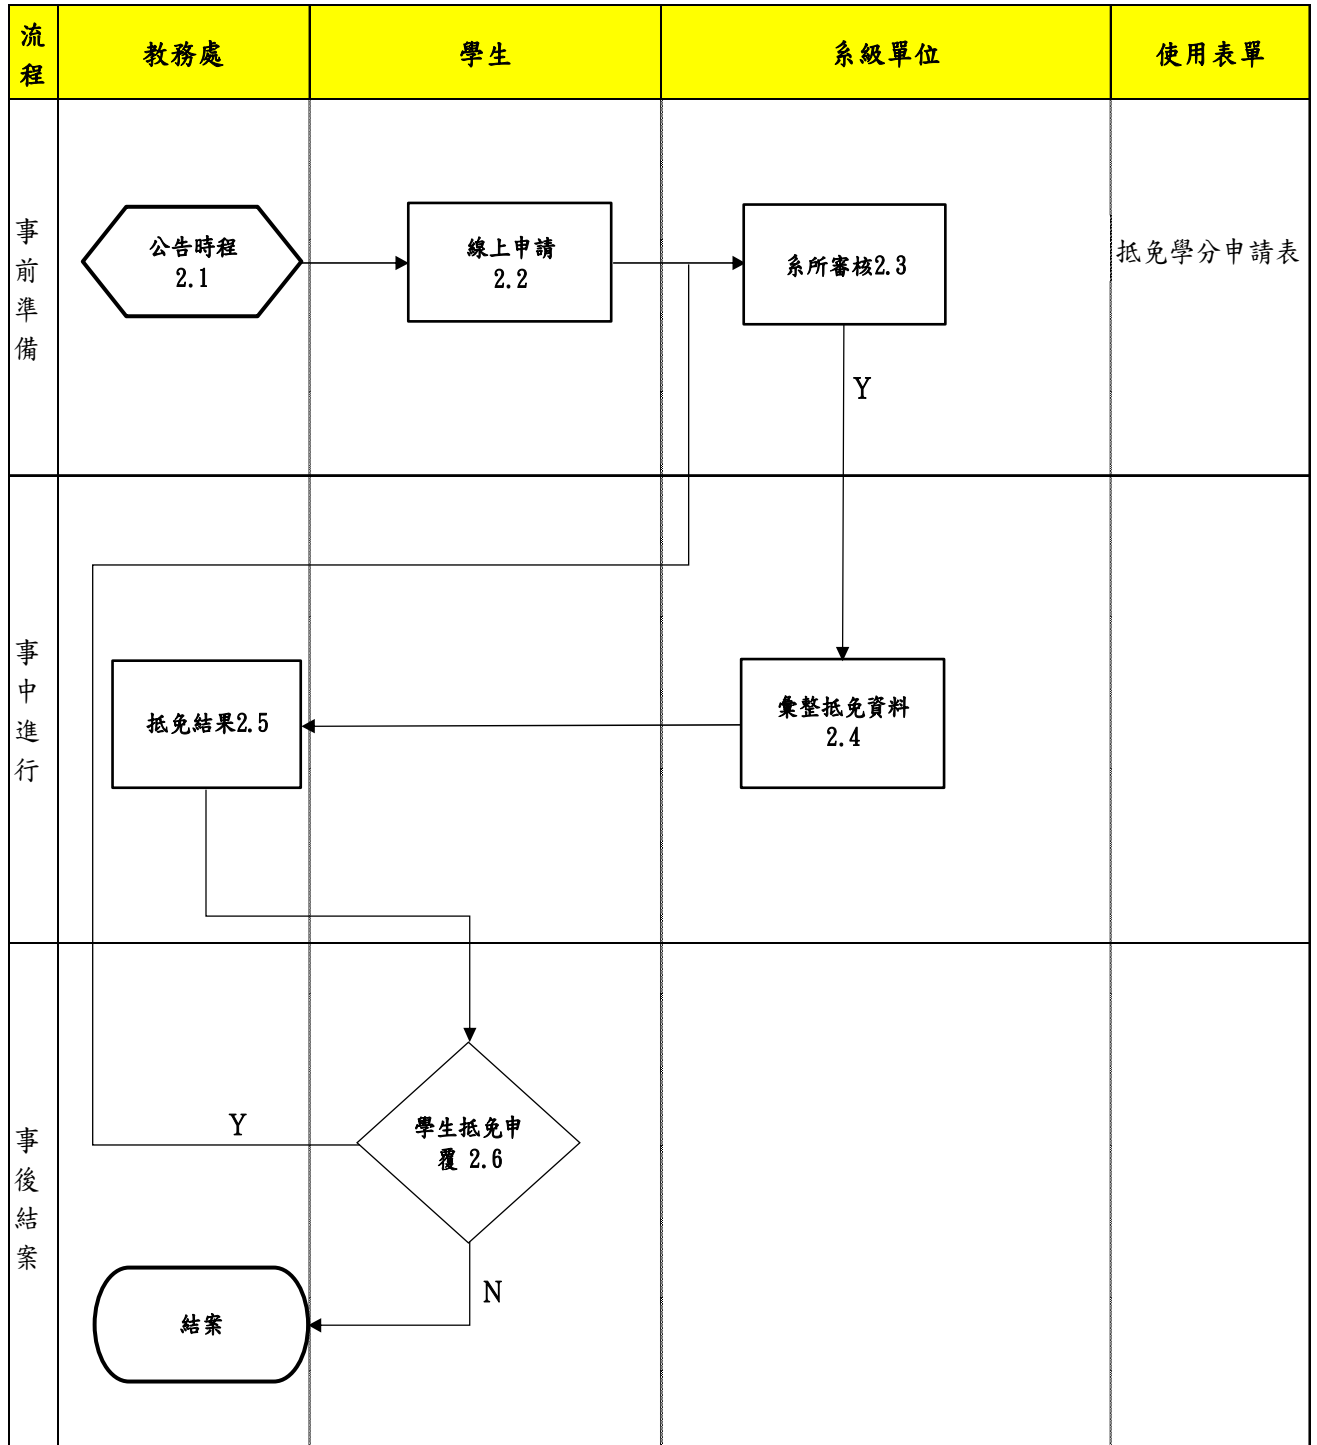 流
程
教務處
學生
系級單位
使用表單
事
前
準
備
公告時程
2.1
線上申請
2.2
系所審核2.3
抵免學分申請表
Y
事
中
進
行
抵免結果2.5
彙整抵免資料
2.4
事
後
結
案
Y
學生抵免申
覆 2.6
N
結案